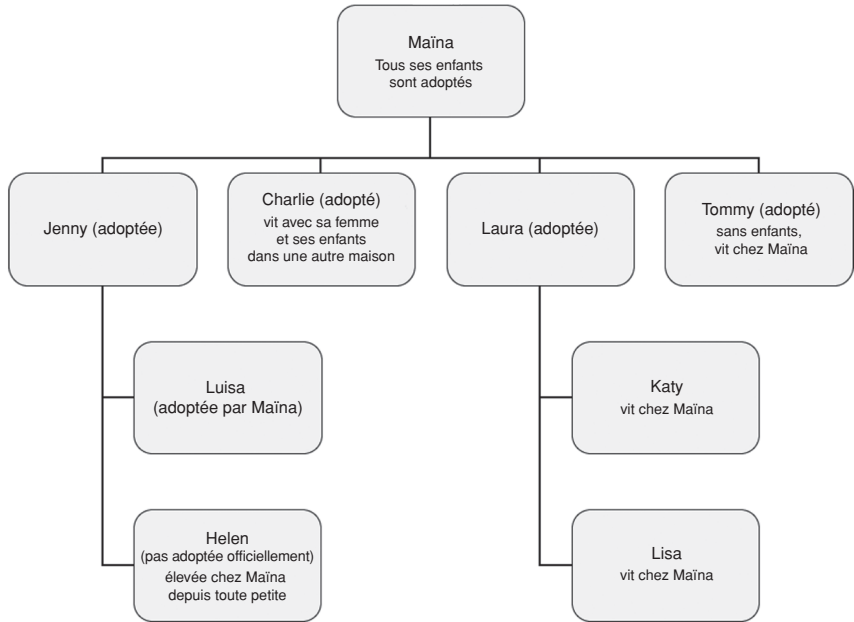 Maïna
Tous ses enfants
sont adoptés
Jenny (adoptée)
Charlie (adopté)
vit avec sa femme
et ses enfants
dans une autre maison
Laura (adoptée)
Tommy (adopté)
sans enfants,
vit chez Maïna
Luisa
(adoptée par Maïna)
Katy
vit chez Maïna
Helen
(pas adoptée officiellement)
élevée chez Maïna
depuis toute petite
Lisa
vit chez Maïna